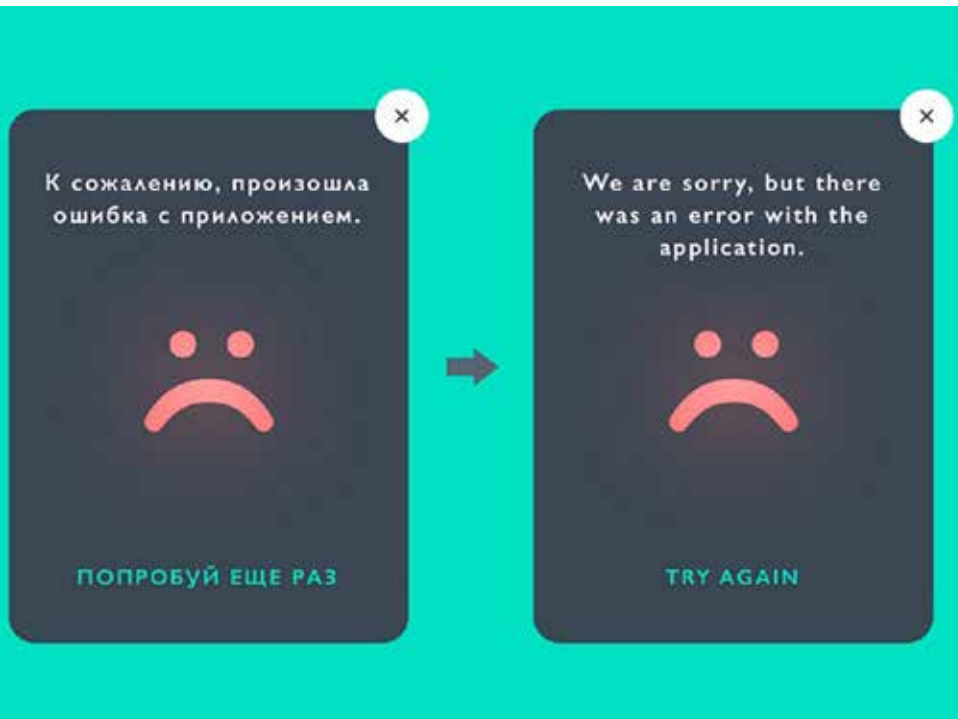 К сожалению, произошла
ошибка с приложением.
ПОПРОБУЙ ЕЩЕ РАЗ
We are sorry, but there
was an error with the
application.
TRY AGAIN